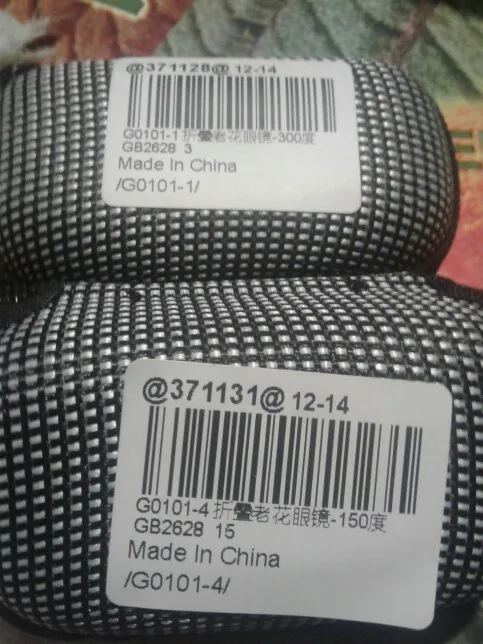 @371128@ 12-14
G0101-1 折叠老花眼镜-300度
GB2628 3
Made In China
/G0101-1/
@371131@ 12-14
G0101-4 折叠老花眼镜-150度
GB2628 15
Made In China
/G0101-4/